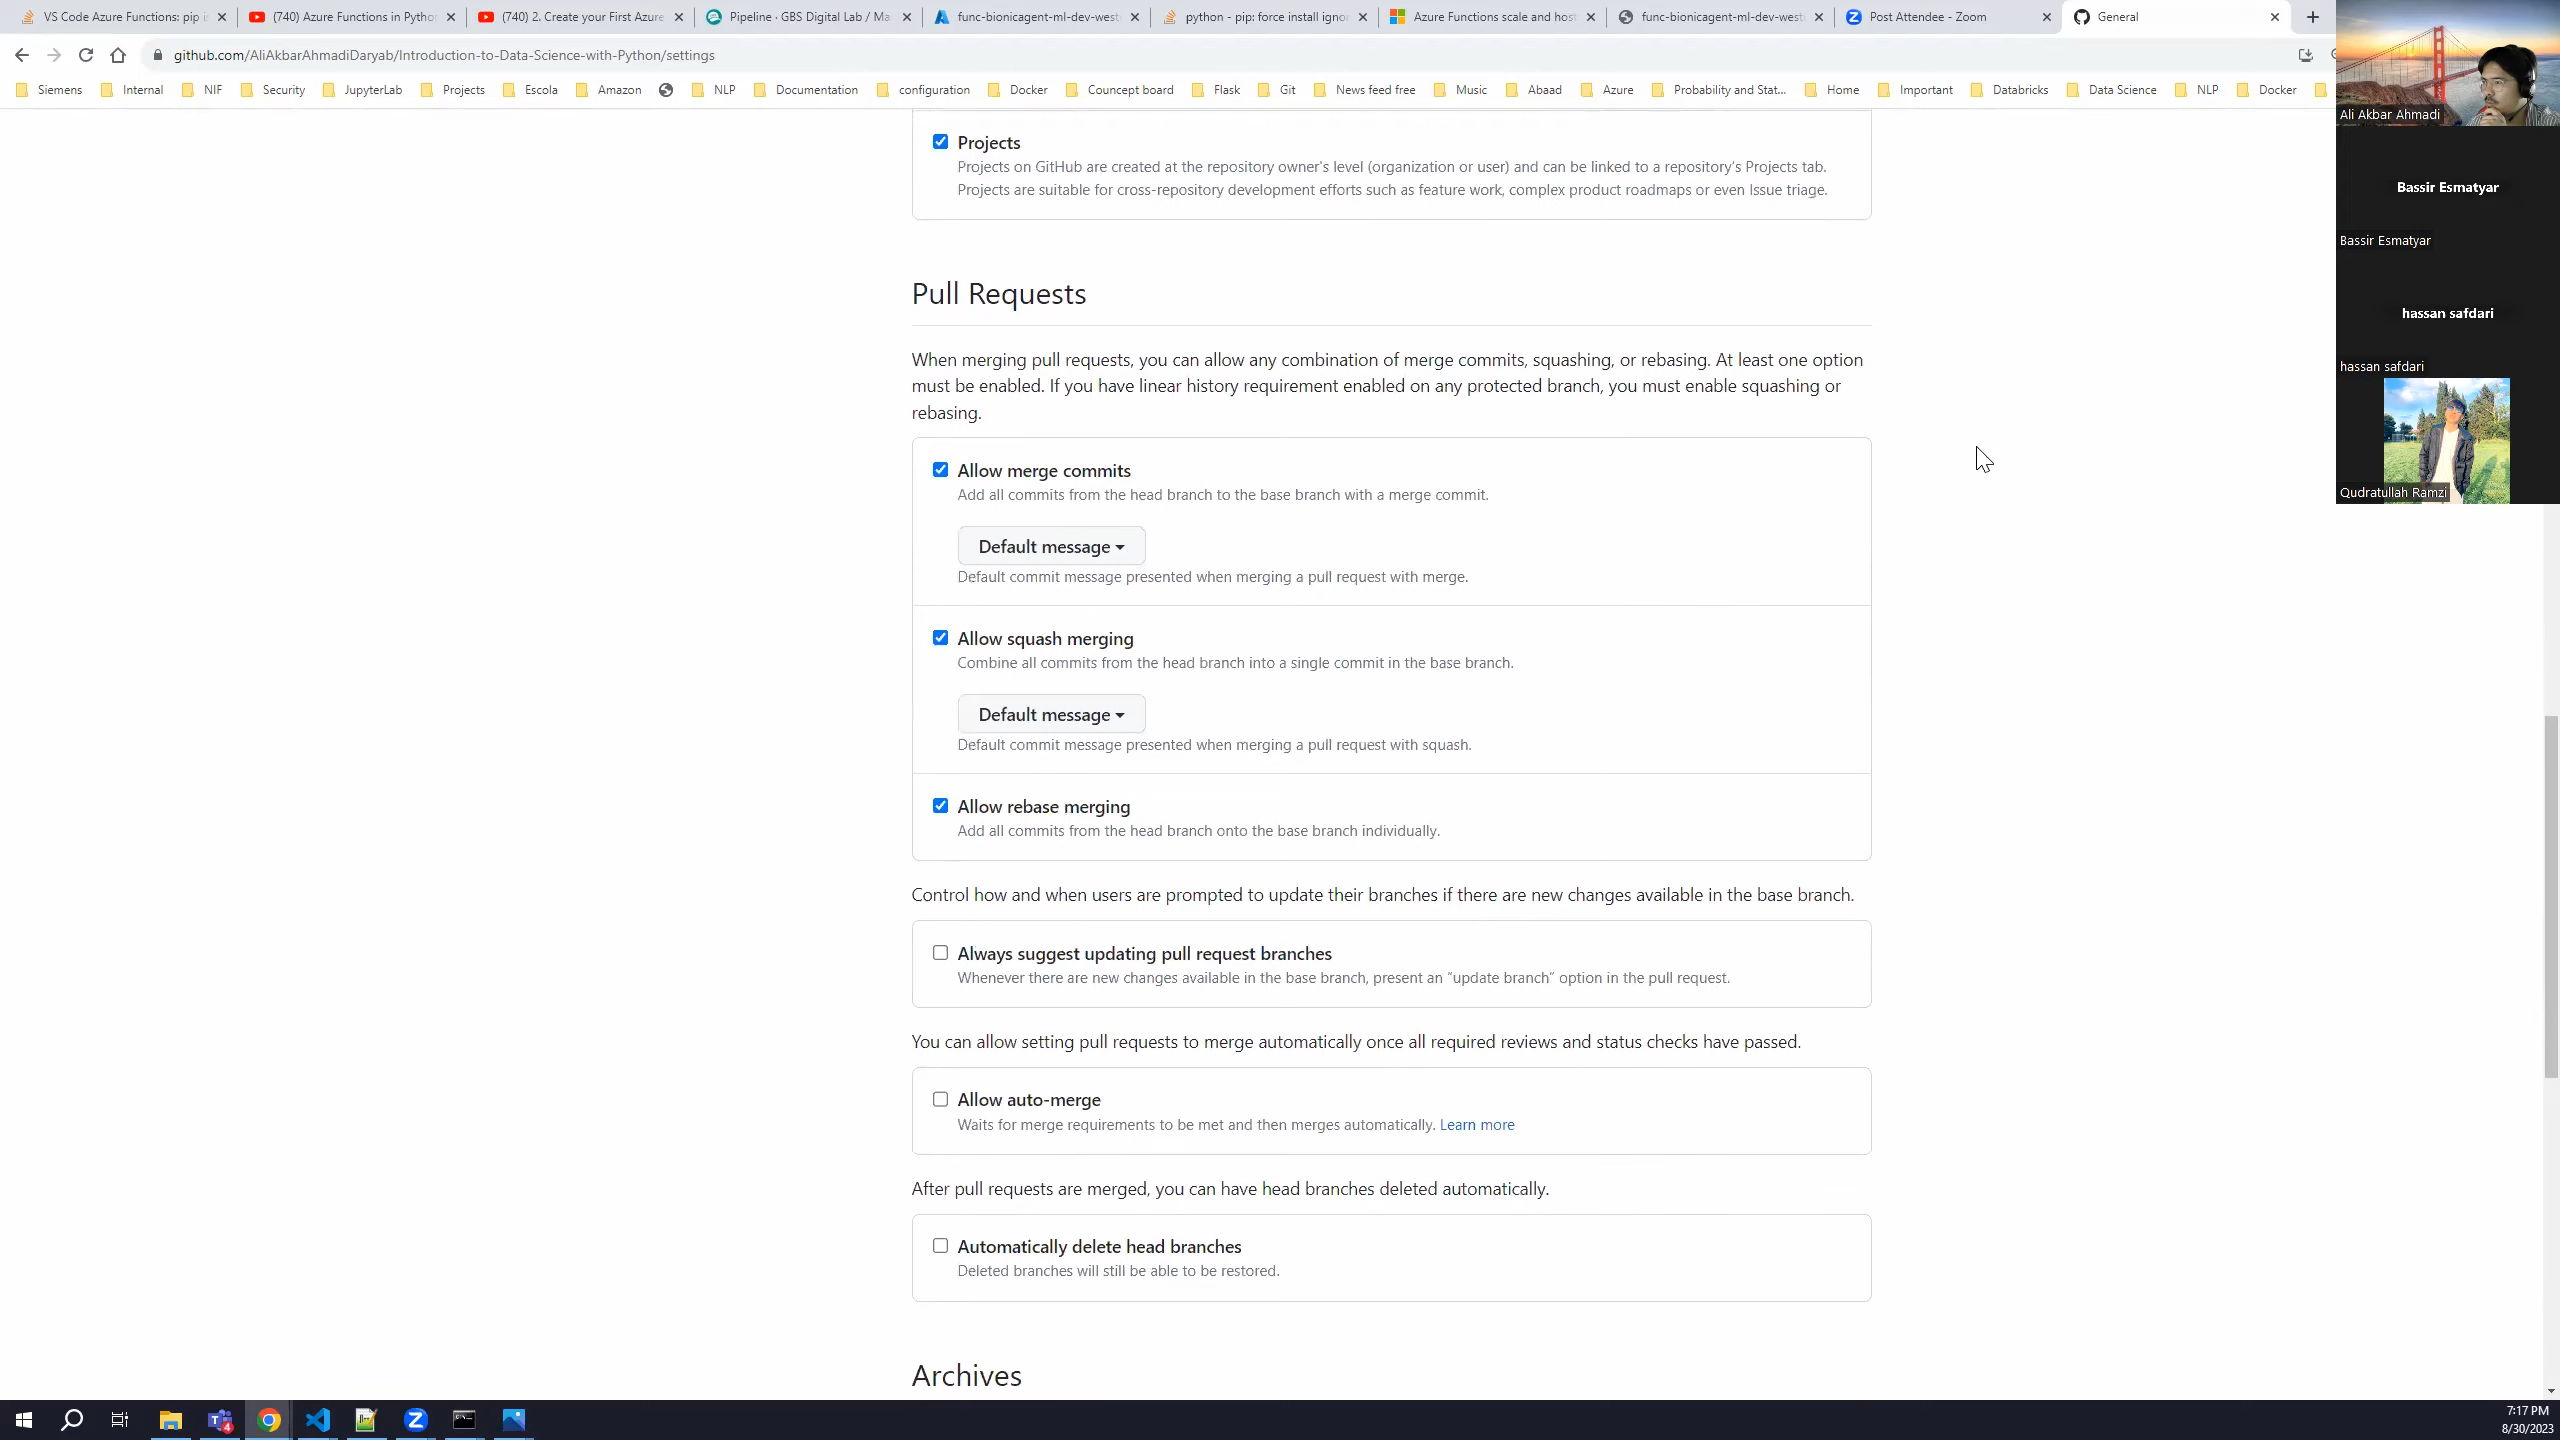 VS Code Azure Functions: pip i
(740) Azure Functions in Pytho
(740) 2. Create your First Azure
Pipeline · GBS Digital Lab / Ma
func-bionicagent-ml-dev-west
python - pip: force install igno
Azure Functions scale and host
func-bionicagent-ml-dev-west
Post Attendee - Zoom
General
github.com/AliAkbarAhmadiDaryab/Introduction-to-Data-Science-with-Python/settings
Siemens
Internal
NIF
Security
JupyterLab
Projects
Escola
Amazon
NLP
Documentation
configuration
Docker
Councept board
Flask
Git
News feed free
Music
Abaad
Azure
Probability and Stat...
Home
Important
Databricks
Data Science
NLP
Docker
Ali Akbar Ahmadi
Bassir Esmatyar
Bassir Esmatyar
hassan safdari
hassan safdari
Qudratullah Ramzi
Projects
Projects on GitHub are created at the repository owner's level (organization or user) and can be linked to a repository's Projects tab.
Projects are suitable for cross-repository development efforts such as feature work, complex product roadmaps or even Issue triage.
Pull Requests
When merging pull requests, you can allow any combination of merge commits, squashing, or rebasing. At least one option
must be enabled. If you have linear history requirement enabled on any protected branch, you must enable squashing or
rebasing.
Allow merge commits
Add all commits from the head branch to the base branch with a merge commit.
Default message
Default commit message presented when merging a pull request with merge.
Allow squash merging
Combine all commits from the head branch into a single commit in the base branch.
Default message
Default commit message presented when merging a pull request with squash.
Allow rebase merging
Add all commits from the head branch onto the base branch individually.
Control how and when users are prompted to update their branches if there are new changes available in the base branch.
Always suggest updating pull request branches
Whenever there are new changes available in the base branch, present an “update branch” option in the pull request.
You can allow setting pull requests to merge automatically once all required reviews and status checks have passed.
Allow auto-merge
Waits for merge requirements to be met and then merges automatically. Learn more
After pull requests are merged, you can have head branches deleted automatically.
Automatically delete head branches
Deleted branches will still be able to be restored.
Archives
7:17 PM
8/30/2023